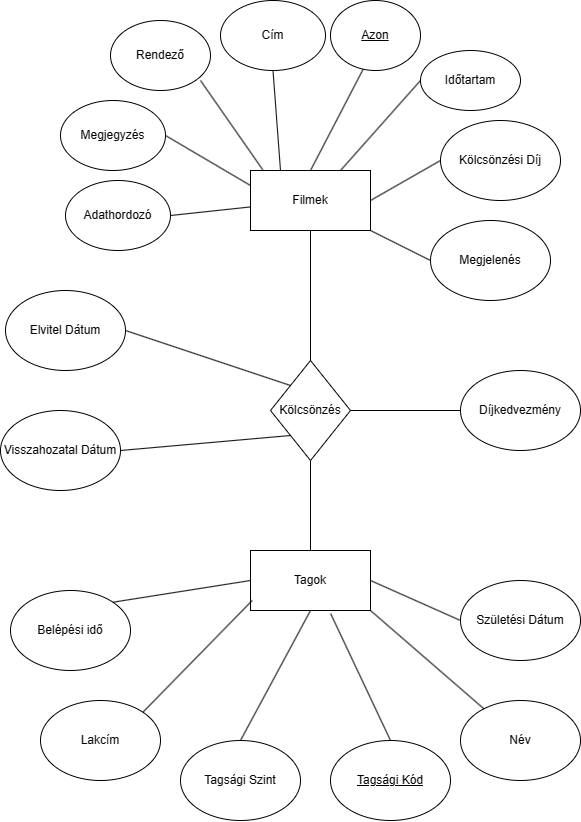 Cím
Azon
Rendező
Időtartam
Megjegyzés
Kölcsönzési Díj
Filmek
Adathordozó
Megjelenés
Elvitel Dátum
Kölcsönzés
Díjkedvezmény
Visszahozatal Dátum
Tagok
Belépési idő
Születési Dátum
Lakcím
Név
Tagsági Szint
Tagsági Kód